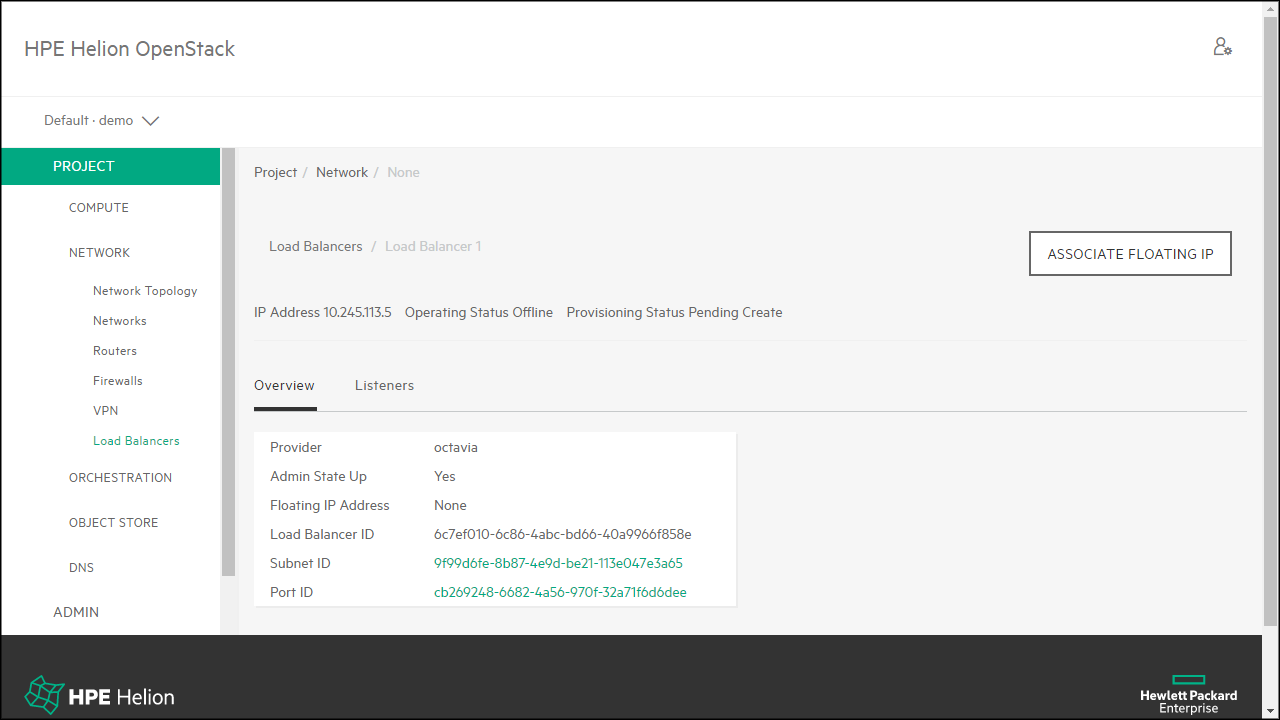 HPE Helion OpenStack
Default · demo
PROJECT
COMPUTE
NETWORK
Network Topology
Networks
Routers
Firewalls
VPN
Load Balancers
ORCHESTRATION
OBJECT STORE
DNS
ADMIN
Project / Network / None
Load Balancers / Load Balancer 1
ASSOCIATE FLOATING IP
IP Address 10.245.113.5 Operating Status Offline Provisioning Status Pending Create
Overview Listeners
Provider octavia
Admin State Up Yes
Floating IP Address None
Load Balancer ID 6c7ef010-6c86-4abc-bd66-40a9966f858e
Subnet ID 9f99d6fe-8b87-4e9d-be21-113e047e3a65
Port ID cb269248-6682-4a56-970f-32a71f6d6dee
HPE Helion
Hewlett Packard
Enterprise